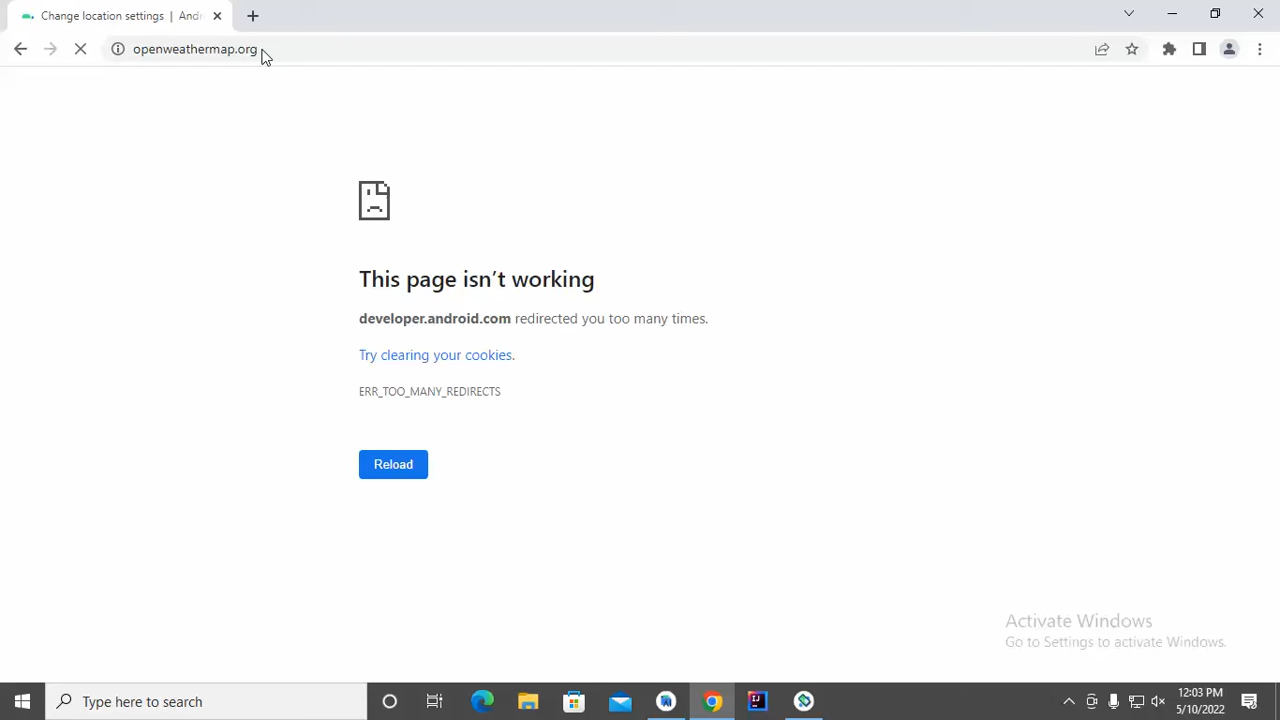 Change location settings | Andr
openweathermap.org
This page isn't working
developer.android.com redirected you too many times.
Try clearing your cookies.
ERR_TOO_MANY_REDIRECTS
Reload
Activate Windows
Go to Settings to activate Windows.
Type here to search
12:03 PM
5/10/2022